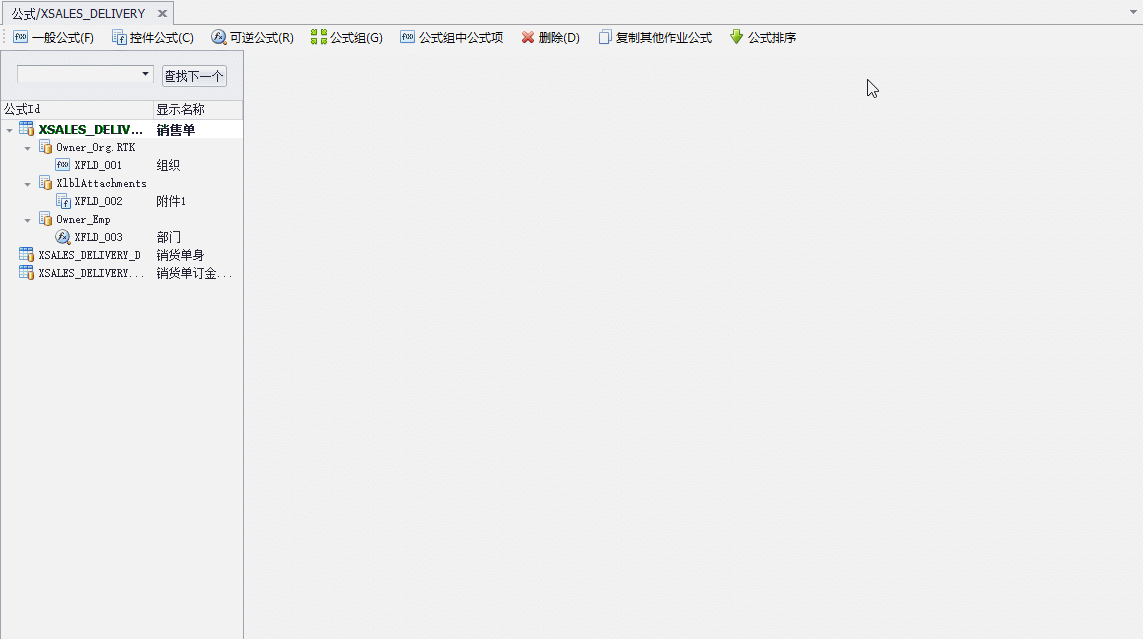 公式/XSALES_DELIVERY
一般公式(F) 控件公式(C) 可逆公式(R) 公式组(G) 公式组中公式项 删除(D) 复制其他作业公式 公式排序
查找下一个
公式Id 显示名称
XSALES_DELIV... 销售单
Owner_Org.RTK
XFLD_001 组织
XlblAttachments
XFLD_002 附件1
Owner_Emp
XFLD_003 部门
XSALES_DELIVERY_D 销货单身
XSALES_DELIVERY... 销货单订金...